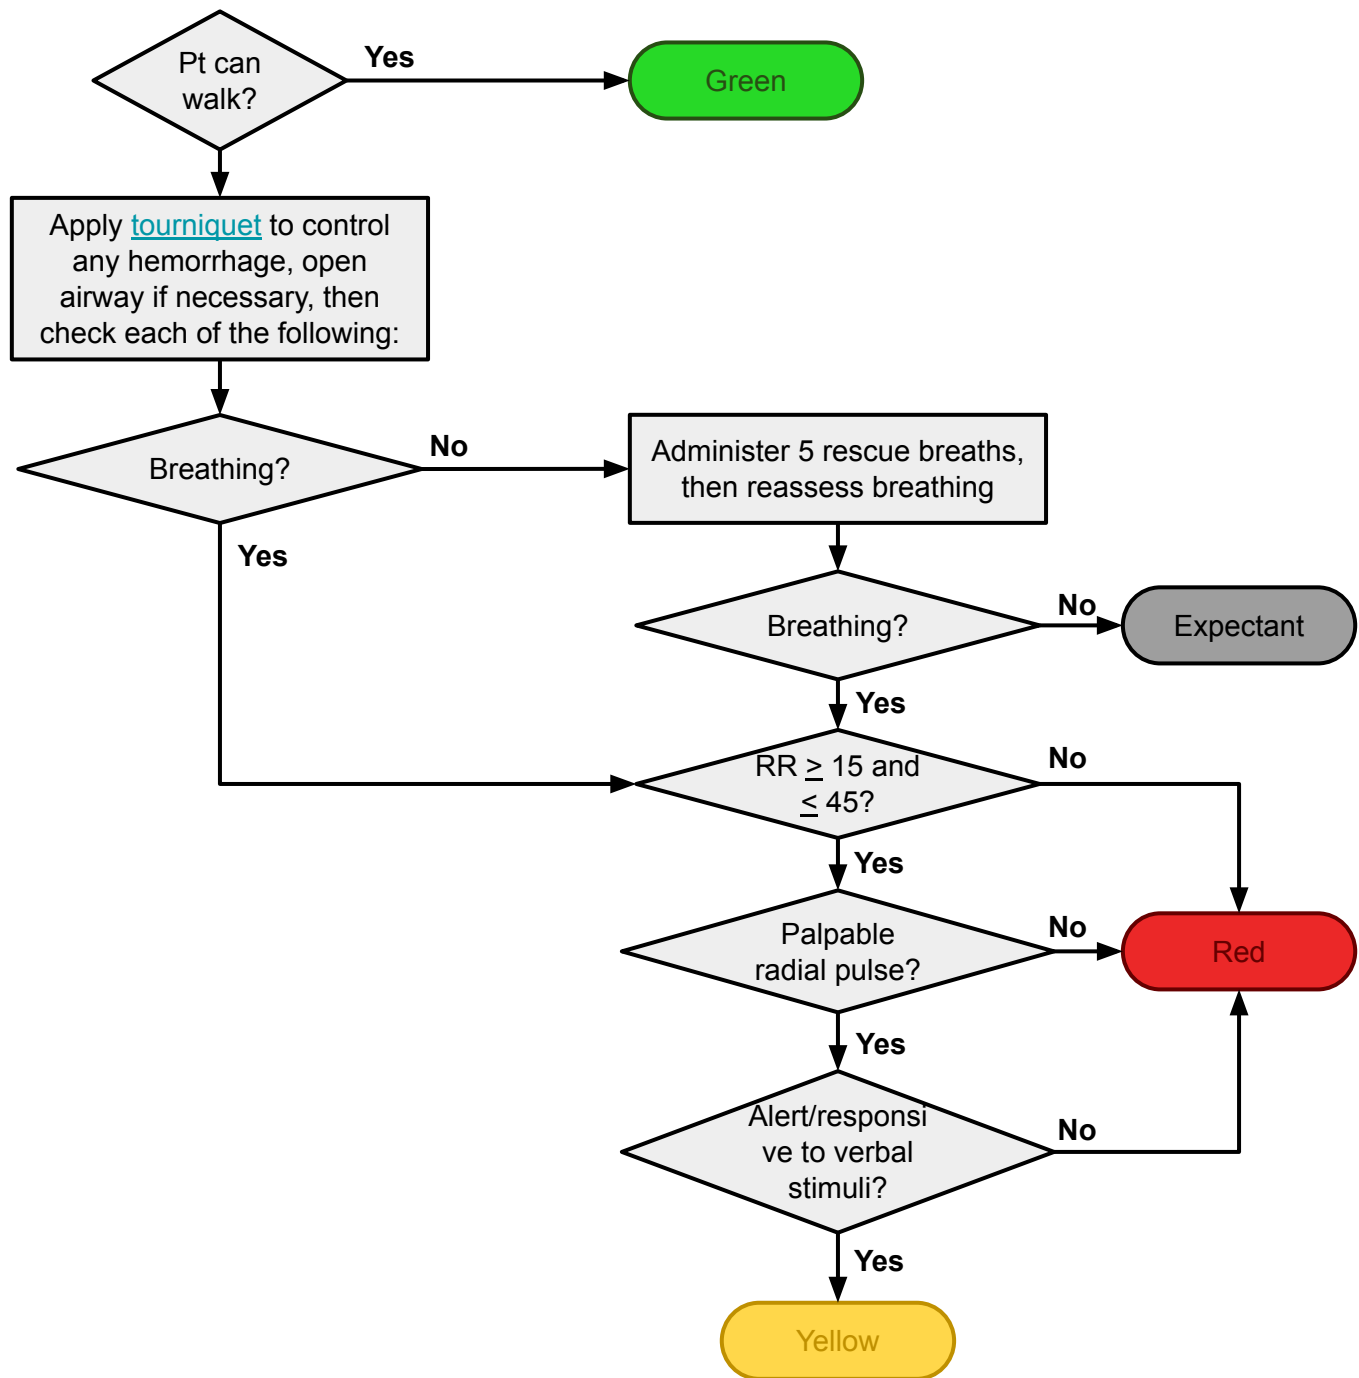 Pt can
walk?
Yes
Green
Apply tourniquet to control
any hemorrhage, open
airway if necessary, then
check each of the following:
Breathing?
No
Administer 5 rescue breaths,
then reassess breathing
Yes
Breathing?
No
Expectant
Yes
RR ≥ 15 and
≤ 45?
No
Yes
Palpable
radial pulse?
No
Red
Yes
Alert/responsi
ve to verbal
stimuli?
No
Yes
Yellow